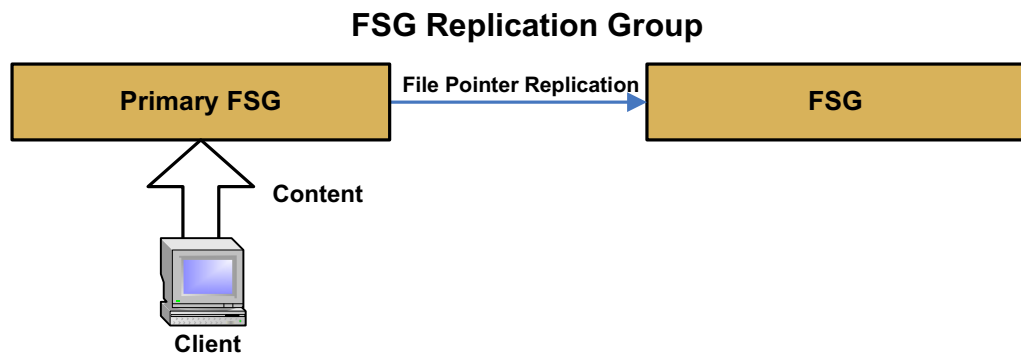 FSG Replication Group
Primary FSG
File Pointer Replication
FSG
Content
Client